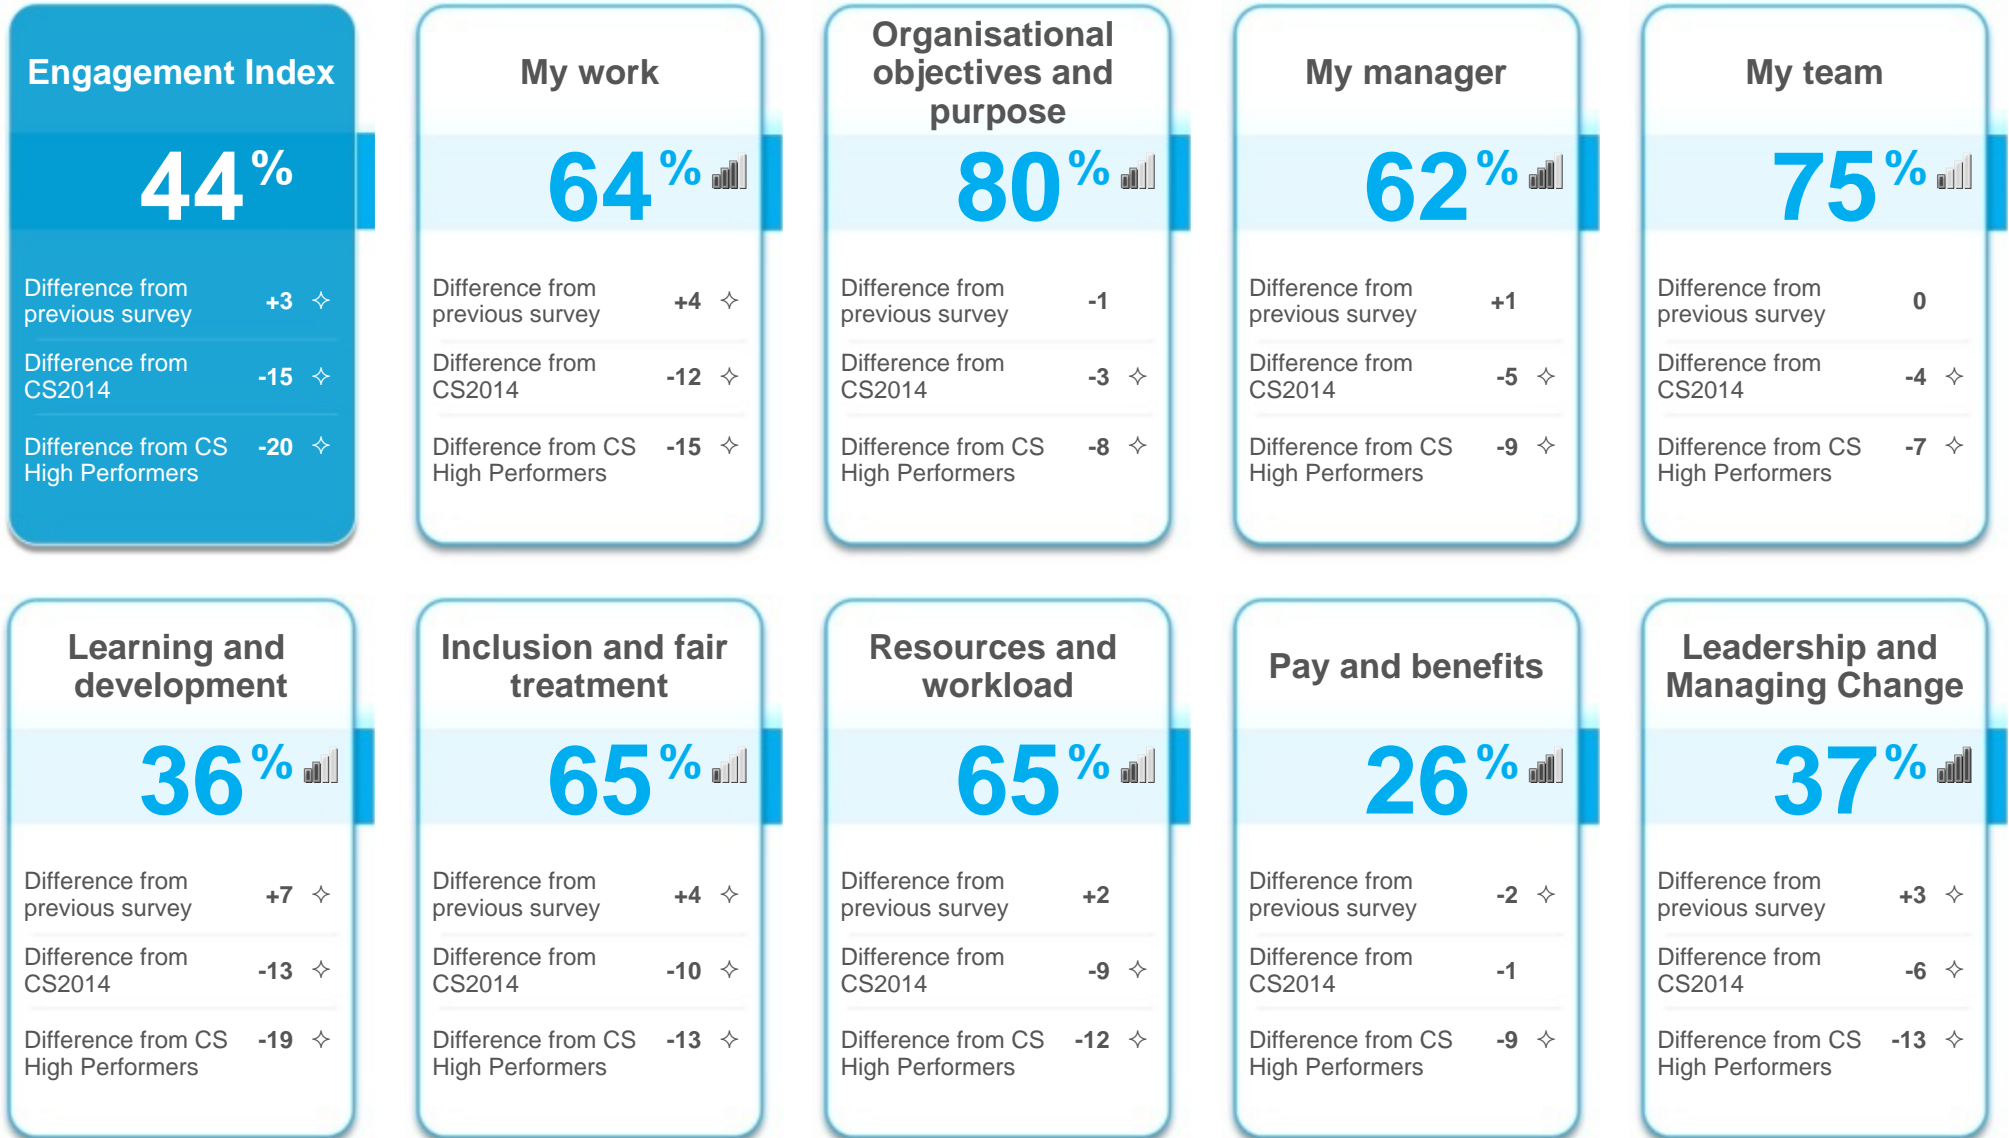 Engagement Index
44%
Difference from
previous survey +3 ✧
Difference from
CS2014 -15 ✧
Difference from CS
High Performers -20 ✧
My work
64%
Difference from
previous survey +4 ✧
Difference from
CS2014 -12 ✧
Difference from CS
High Performers -15 ✧
Organisational
objectives and
purpose
80%
Difference from
previous survey -1
Difference from
CS2014 -3 ✧
Difference from CS
High Performers -8 ✧
My manager
62%
Difference from
previous survey +1
Difference from
CS2014 -5 ✧
Difference from CS
High Performers -9 ✧
My team
75%
Difference from
previous survey 0
Difference from
CS2014 -4 ✧
Difference from CS
High Performers -7 ✧
Learning and
development
36%
Difference from
previous survey +7 ✧
Difference from
CS2014 -13 ✧
Difference from CS
High Performers -19 ✧
Inclusion and fair
treatment
65%
Difference from
previous survey +4 ✧
Difference from
CS2014 -10 ✧
Difference from CS
High Performers -13 ✧
Resources and
workload
65%
Difference from
previous survey +2
Difference from
CS2014 -9 ✧
Difference from CS
High Performers -12 ✧
Pay and benefits
26%
Difference from
previous survey -2 ✧
Difference from
CS2014 -1
Difference from CS
High Performers -9 ✧
Leadership and
Managing Change
37%
Difference from
previous survey +3 ✧
Difference from
CS2014 -6 ✧
Difference from CS
High Performers -13 ✧